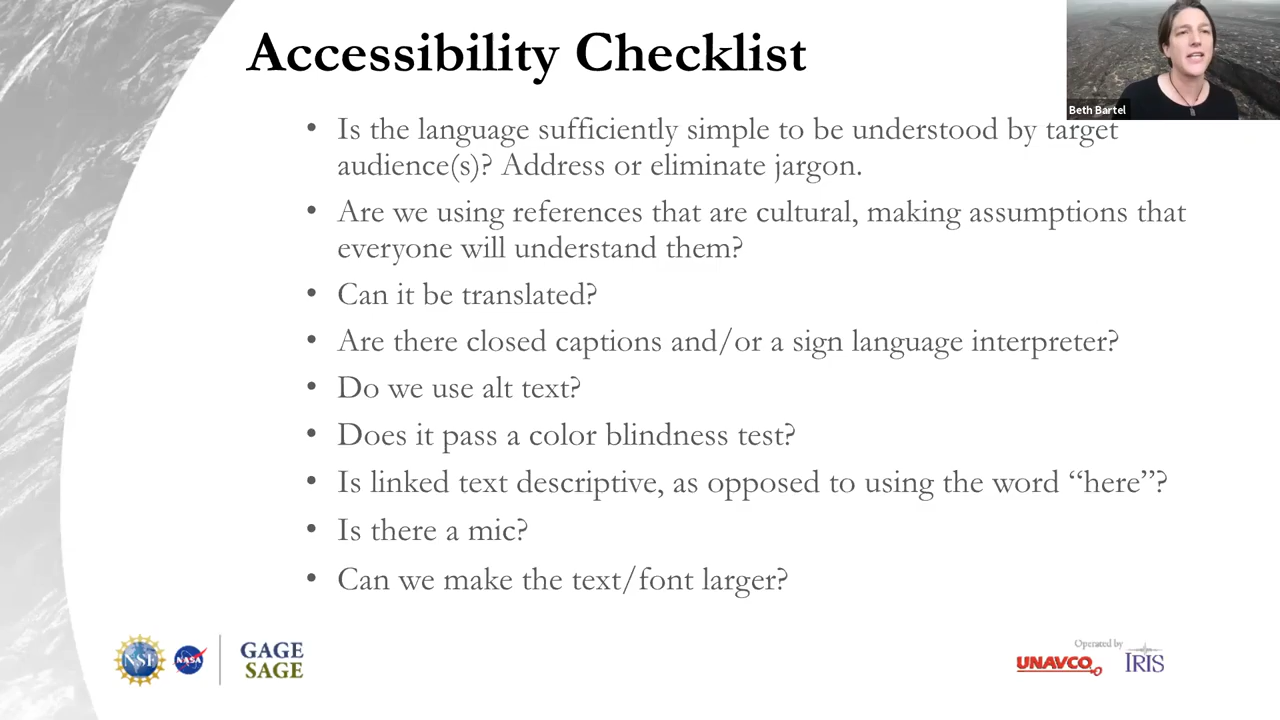 Accessibility Checklist
Beth Bartel
• Is the language sufficiently simple to be understood by target
audience(s)? Address or eliminate jargon.
• Are we using references that are cultural, making assumptions that
everyone will understand them?
• Can it be translated?
• Are there closed captions and/or a sign language interpreter?
• Do we use alt text?
• Does it pass a color blindness test?
• Is linked text descriptive, as opposed to using the word “here”?
• Is there a mic?
• Can we make the text/font larger?
NSF
NASA
GAGE
SAGE
Operated by
UNAVCO
IRIS